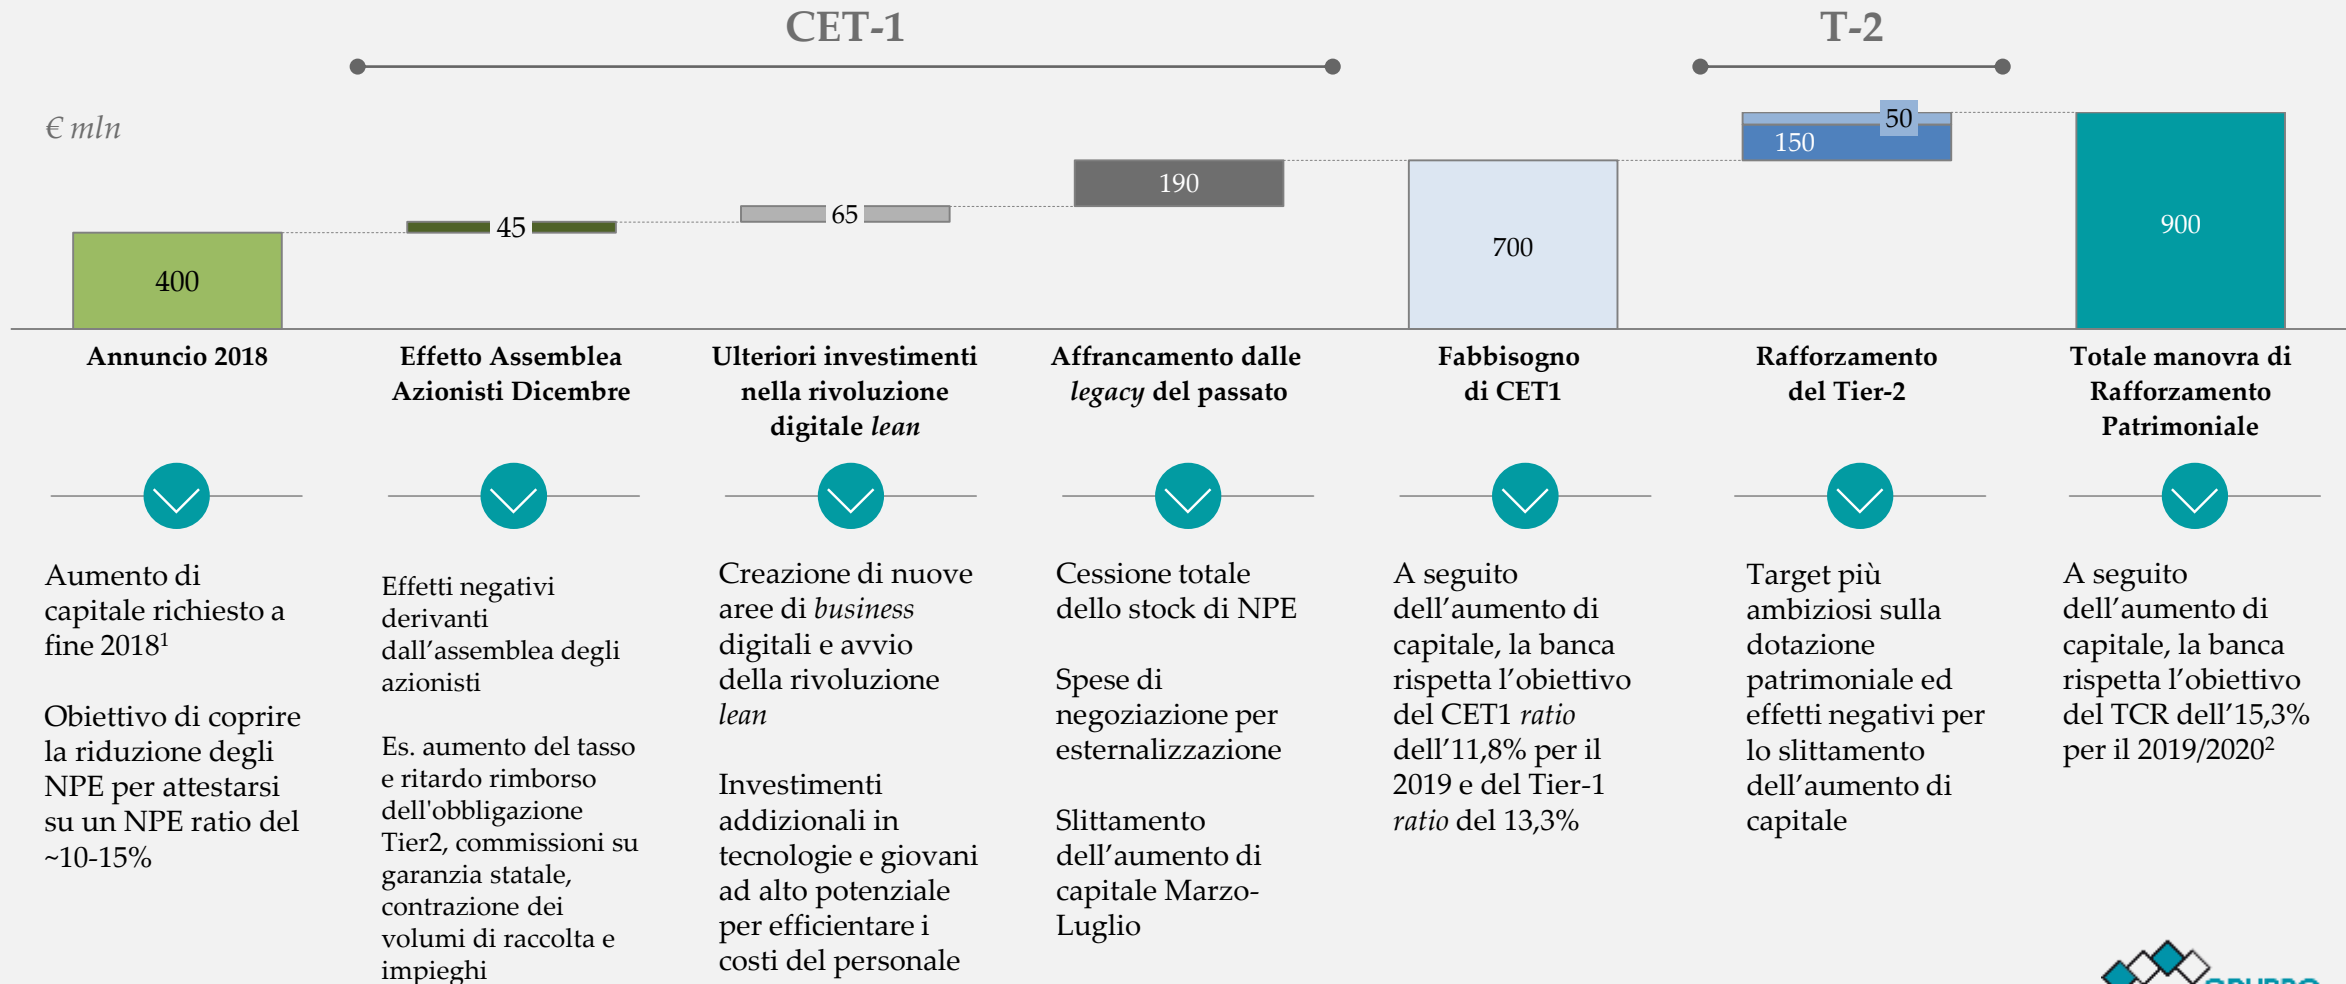 CET-1
T-2
€ mln
400
45
65
190
700
150
50
900
Annuncio 2018
Effetto Assemblea
Azionisti Dicembre
Ulteriori investimenti
nella rivoluzione
digitale lean
Affrancamento dalle
legacy del passato
Fabbisogno
di CET1
Rafforzamento
del Tier-2
Totale manovra di
Rafforzamento
Patrimoniale
Aumento di
capitale richiesto a
fine 2018¹
Obiettivo di coprire
la riduzione degli
NPE per attestarsi
su un NPE ratio del
~10-15%
Effetti negativi
derivanti
dall’assemblea degli
azionisti
Es. aumento del tasso
e ritardo rimborso
dell'obbligazione
Tier2, commissioni su
garanzia statale,
contrazione dei
volumi di raccolta e
impieghi
Creazione di nuove
aree di business
digitali e avvio
della rivoluzione
lean
Investimenti
addizionali in
tecnologie e giovani
ad alto potenziale
per efficientare i
costi del personale
Cessione totale
dello stock di NPE
Spese di
negoziazione per
esternalizzazione
Slittamento
dell’aumento di
capitale Marzo-
Luglio
A seguito
dell’aumento di
capitale, la banca
rispetta l’obiettivo
del CET1 ratio
dell’11,8% per il
2019 e del Tier-1
ratio del 13,3%
Target più
ambiziosi sulla
dotazione
patrimoniale ed
effetti negativi per
lo slittamento
dell’aumento di
capitale
A seguito
dell’aumento di
capitale, la banca
rispetta l’obiettivo
del TCR dell’15,3%
per il 2019/2020²
GRUPPO